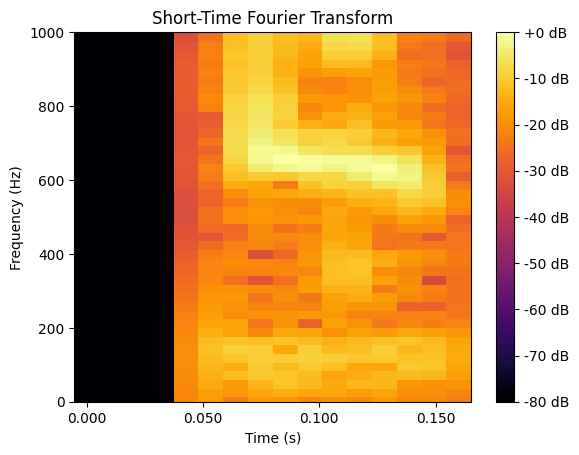 Short-Time Fourier Transform
1000
800
600
400
200
0
Frequency (Hz)
0.000
0.050
0.100
0.150
Time (s)
+0 dB
-10 dB
-20 dB
-30 dB
-40 dB
-50 dB
-60 dB
-70 dB
-80 dB